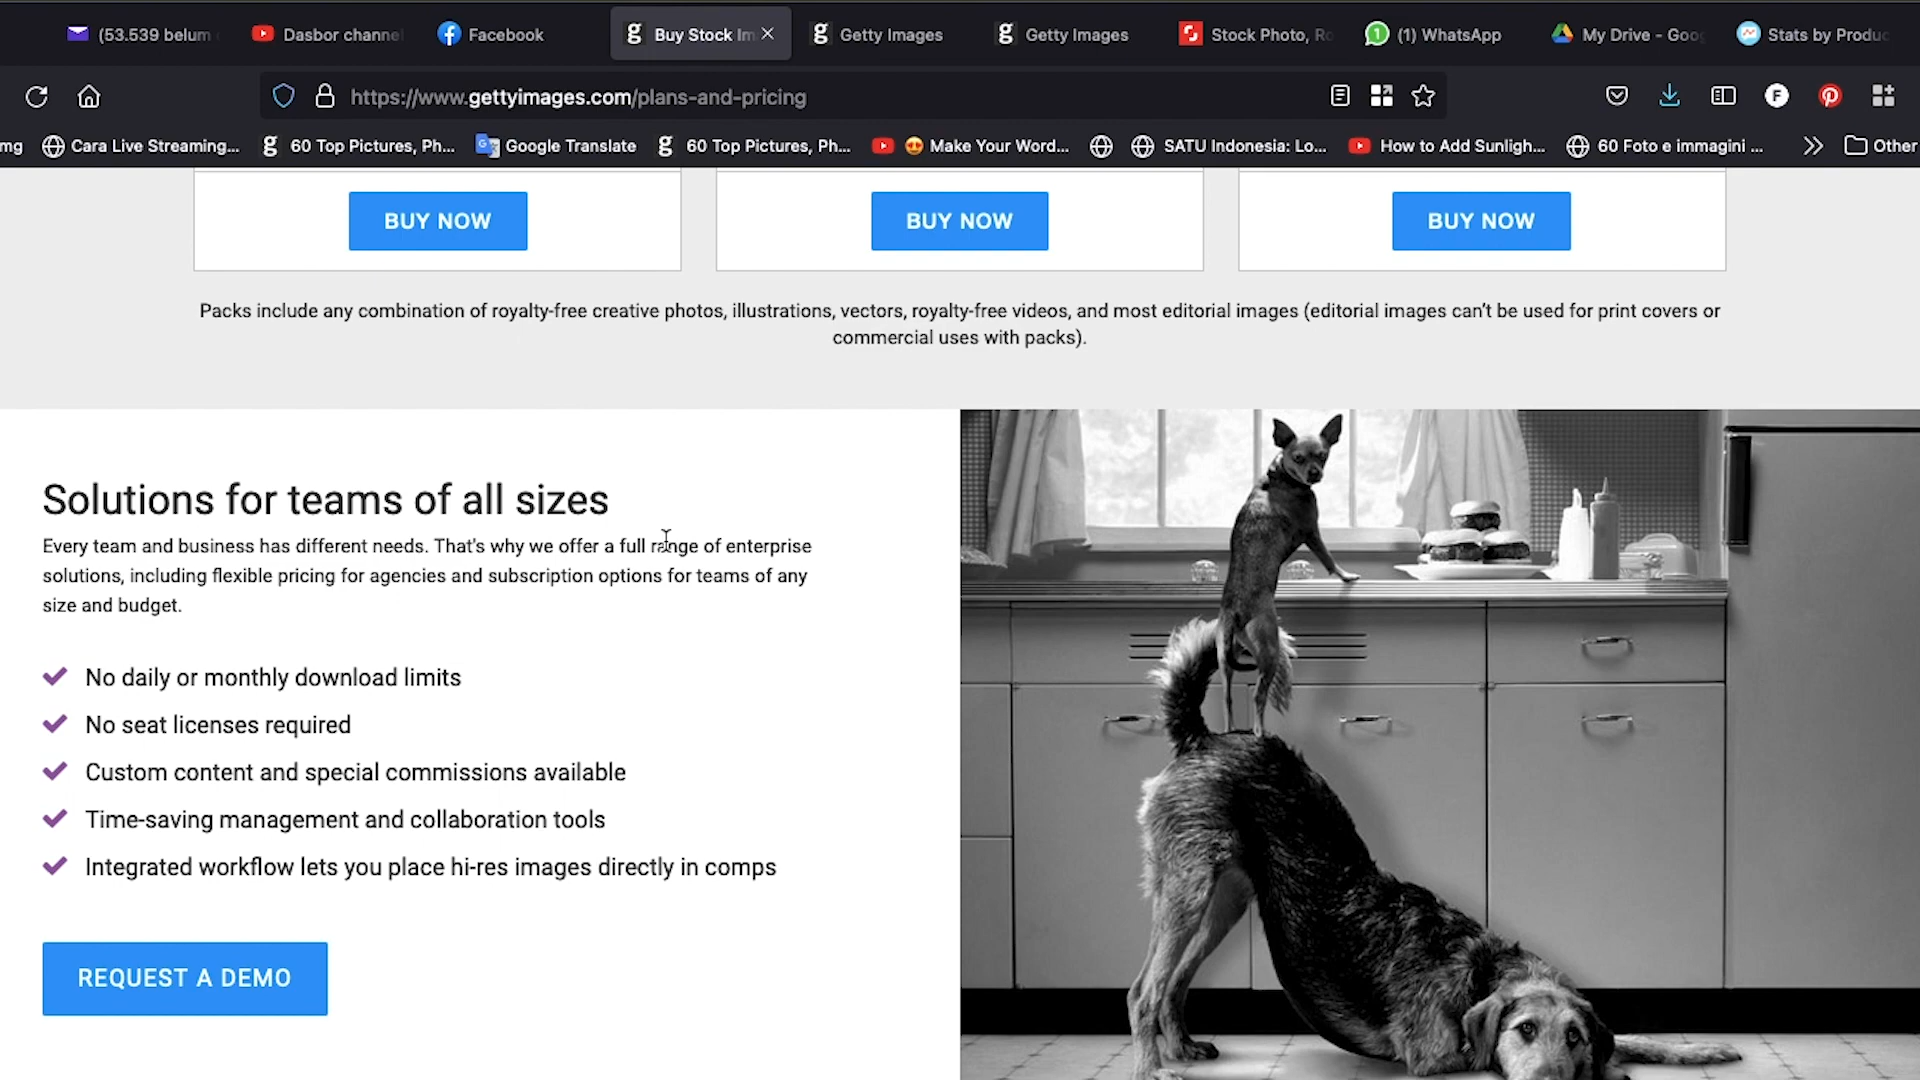 (53.539 belum
Dasbor channel
Facebook
Buy Stock Im
Getty Images
Getty Images
Stock Photo, Ro
(1) WhatsApp
My Drive - Goog
Stats by Produc
https://www.gettyimages.com/plans-and-pricing
mg
Cara Live Streaming...
60 Top Pictures, Ph...
Google Translate
60 Top Pictures, Ph...
Make Your Word...
SATU Indonesia: Lo...
How to Add Sunligh...
60 Foto e immagini ...
Other
BUY NOW
BUY NOW
BUY NOW
Packs include any combination of royalty-free creative photos, illustrations, vectors, royalty-free videos, and most editorial images (editorial images can't be used for print covers or
commercial uses with packs).
Solutions for teams of all sizes
Every team and business has different needs. That's why we offer a full range of enterprise
solutions, including flexible pricing for agencies and subscription options for teams of any
size and budget.
No daily or monthly download limits
No seat licenses required
Custom content and special commissions available
Time-saving management and collaboration tools
Integrated workflow lets you place hi-res images directly in comps
REQUEST A DEMO